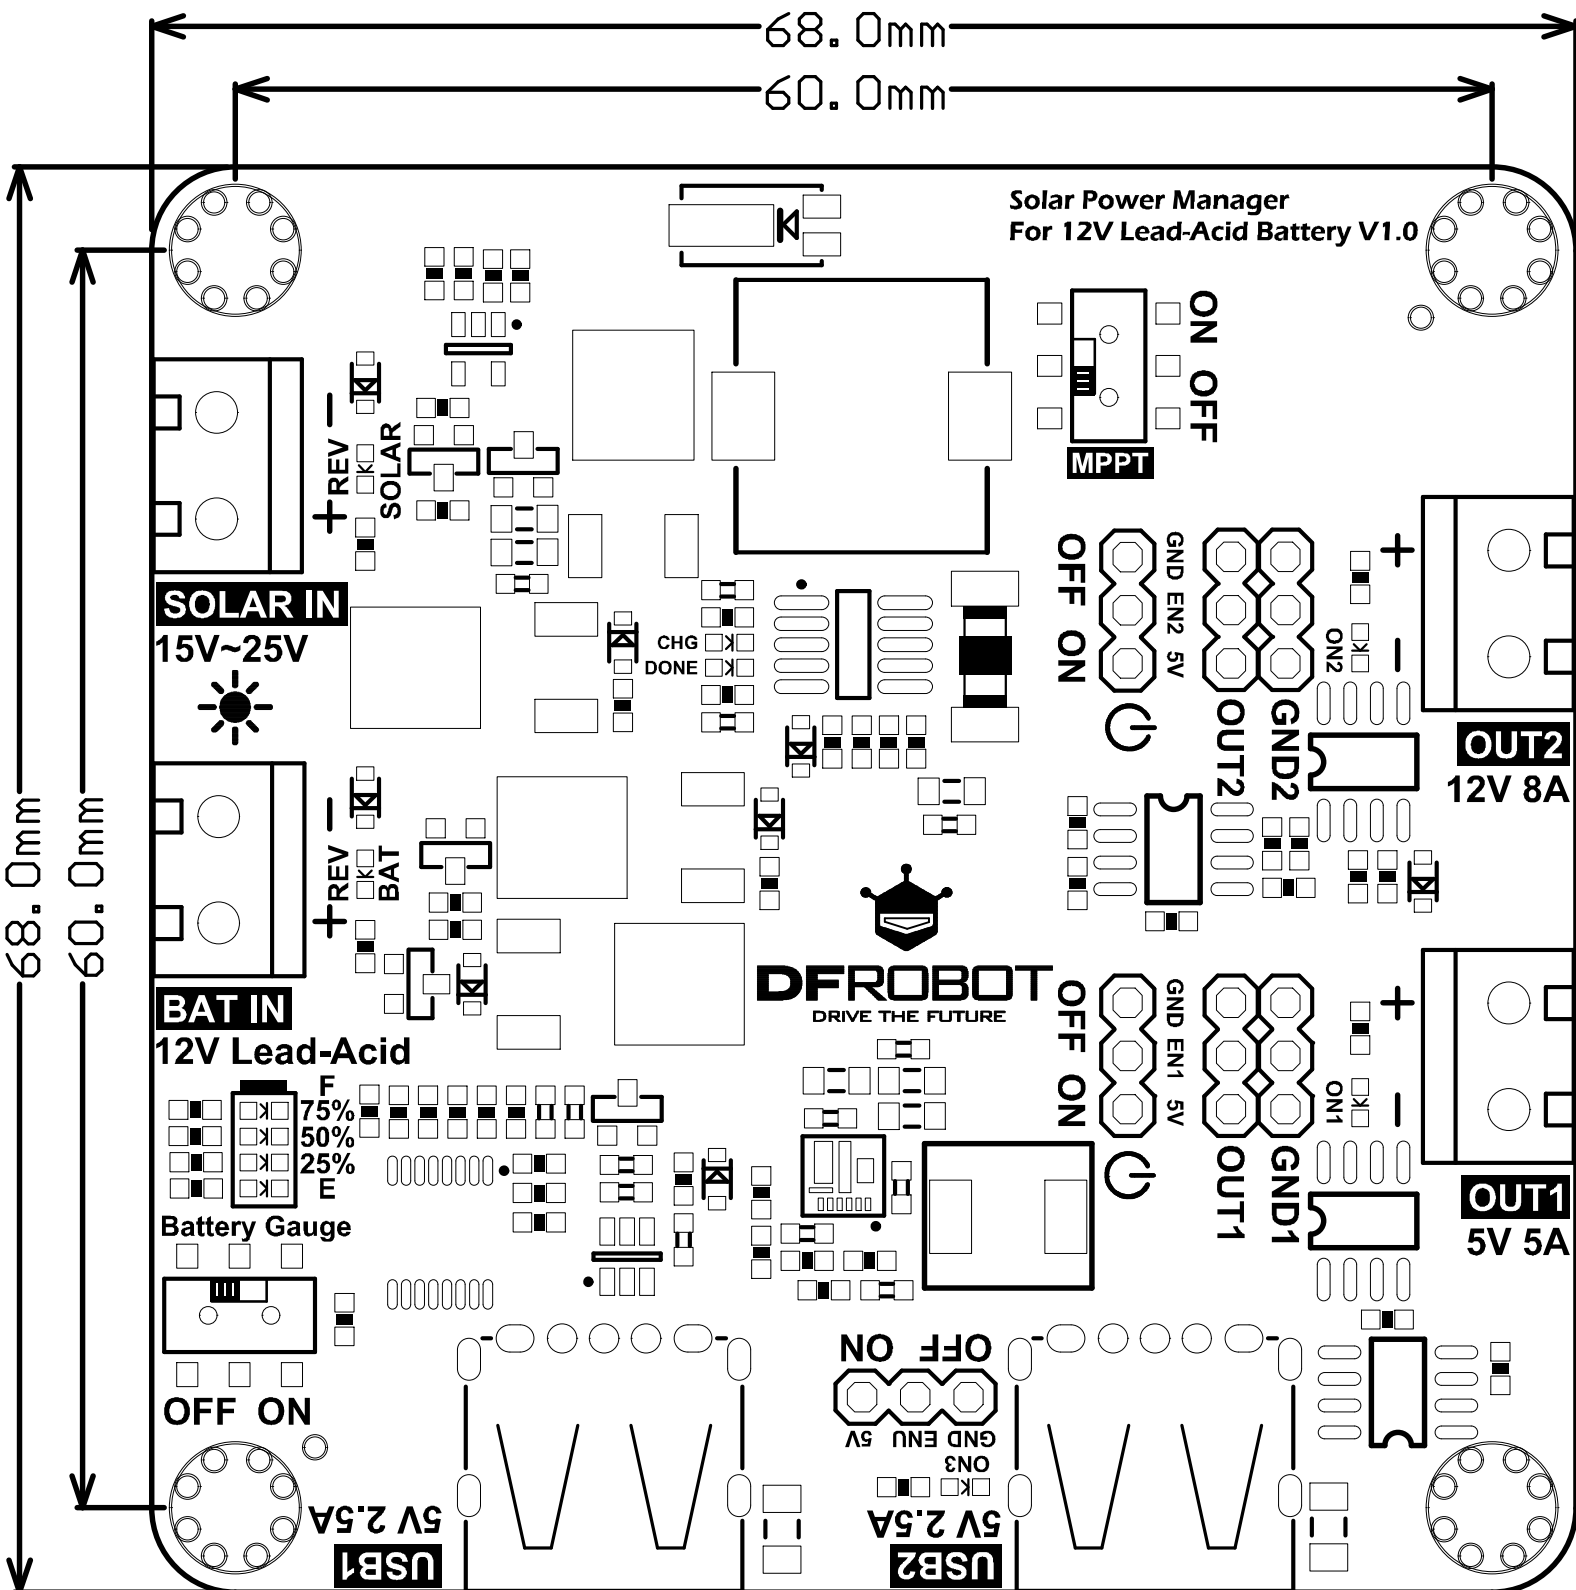 68.0mm
60.0mm
68.0mm
60.0mm
Solar Power Manager
For 12V Lead-Acid Battery V1.0
ON OFF
MPPT
REV
SOLAR
- +
SOLAR IN
15V~25V
CHG
DONE
OFF ON
GND EN2 5V
OUT2
GND2
ON2
+ -
OUT2
12V 8A
REV
BAT
- +
BAT IN
12V Lead-Acid
DFROBOT
DRIVE THE FUTURE
OFF ON
GND EN1 5V
OUT1
GND1
ON1
+ -
OUT1
5V 5A
F
75%
50%
25%
E
Battery Gauge
OFF ON
5V 2.5A
USB1
OFF ON
GND ENU 5V
ON3
5V 2.5A
USB2